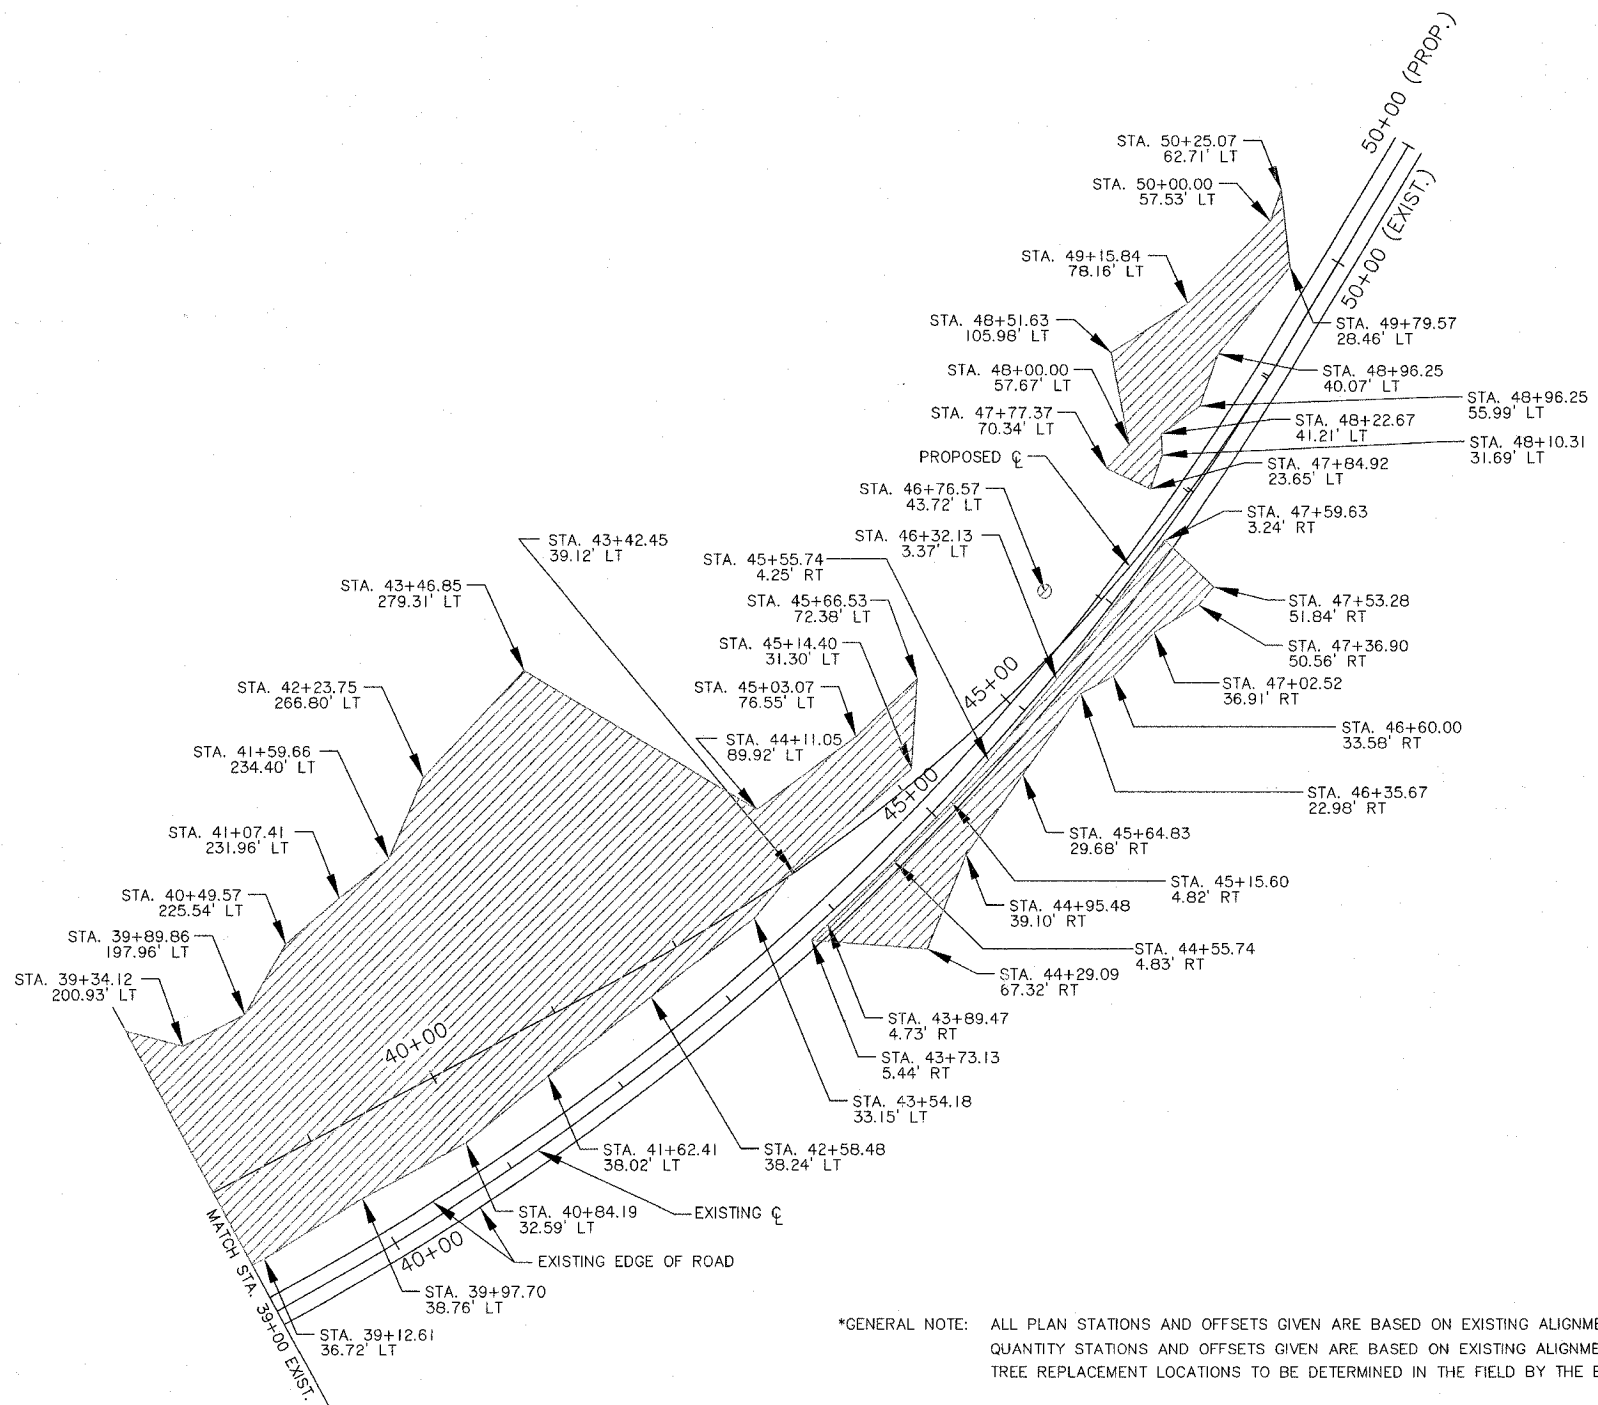 50+00 (PROP.)
50+00 (EXIST.)
STA. 50+25.07
62.71' LT
STA. 50+00.00
57.53' LT
STA. 49+15.84
78.16' LT
STA. 48+51.63
105.98' LT
STA. 48+00.00
57.67' LT
STA. 47+77.37
70.34' LT
PROPOSED ℄
STA. 46+76.57
43.72' LT
STA. 46+32.13
3.37' LT
STA. 49+79.57
28.46' LT
STA. 48+96.25
40.07' LT
STA. 48+96.25
55.99' LT
STA. 48+22.67
41.21' LT
STA. 48+10.31
31.69' LT
STA. 47+84.92
23.65' LT
STA. 47+59.63
3.24' RT
STA. 43+42.45
39.12' LT
STA. 45+55.74
4.25' RT
STA. 45+66.53
72.38' LT
STA. 45+14.40
31.30' LT
STA. 45+03.07
76.55' LT
STA. 44+11.05
89.92' LT
STA. 43+46.85
279.31' LT
STA. 42+23.75
266.80' LT
STA. 41+59.66
234.40' LT
STA. 41+07.41
231.96' LT
STA. 40+49.57
225.54' LT
STA. 39+89.86
197.96' LT
STA. 39+34.12
200.93' LT
45+00
45+00
STA. 47+53.28
51.84' RT
STA. 47+36.90
50.56' RT
STA. 47+02.52
36.91' RT
STA. 46+60.00
33.58' RT
STA. 46+35.67
22.98' RT
STA. 45+64.83
29.68' RT
STA. 45+15.60
4.82' RT
STA. 44+95.48
39.10' RT
STA. 44+55.74
4.83' RT
STA. 44+29.09
67.32' RT
STA. 43+89.47
4.73' RT
STA. 43+73.13
5.44' RT
STA. 43+54.18
33.15' LT
40+00
STA. 42+58.48
38.24' LT
STA. 41+62.41
38.02' LT
STA. 40+84.19
32.59' LT
EXISTING ℄
EXISTING EDGE OF ROAD
40+00
STA. 39+97.70
38.76' LT
STA. 39+12.61
36.72' LT
MATCH STA. 39+00 EXIST.
*GENERAL NOTE: ALL PLAN STATIONS AND OFFSETS GIVEN ARE BASED ON EXISTING ALIGNME
QUANTITY STATIONS AND OFFSETS GIVEN ARE BASED ON EXISTING ALIGNME
TREE REPLACEMENT LOCATIONS TO BE DETERMINED IN THE FIELD BY THE E